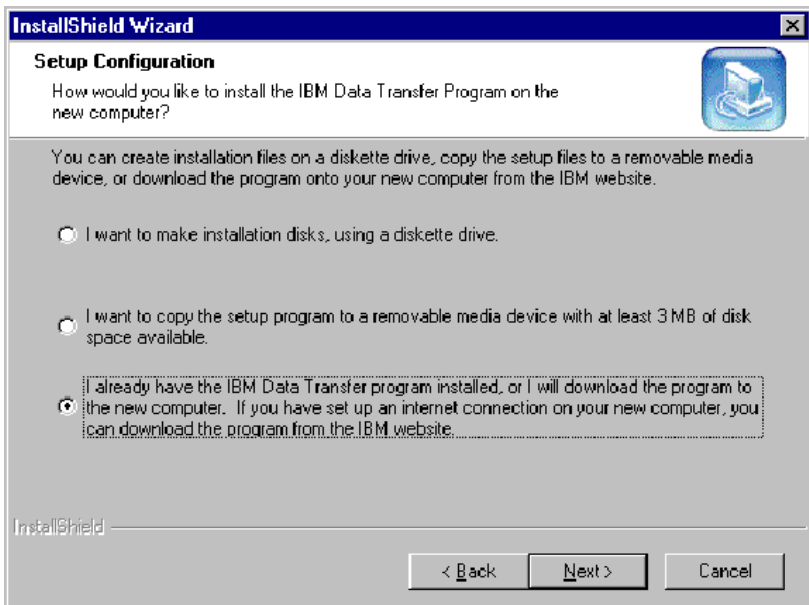 InstallShield Wizard
Setup Configuration
How would you like to install the IBM Data Transfer Program on the
new computer?
You can create installation files on a diskette drive, copy the setup files to a removable media
device, or download the program onto your new computer from the IBM website.
I want to make installation disks, using a diskette drive.
I want to copy the setup program to a removable media device with at least 3 MB of disk
space available.
I already have the IBM Data Transfer program installed, or I will download the program to
the new computer. If you have set up an internet connection on your new computer, you
can download the program from the IBM website.
InstallShield
< Back
Next >
Cancel